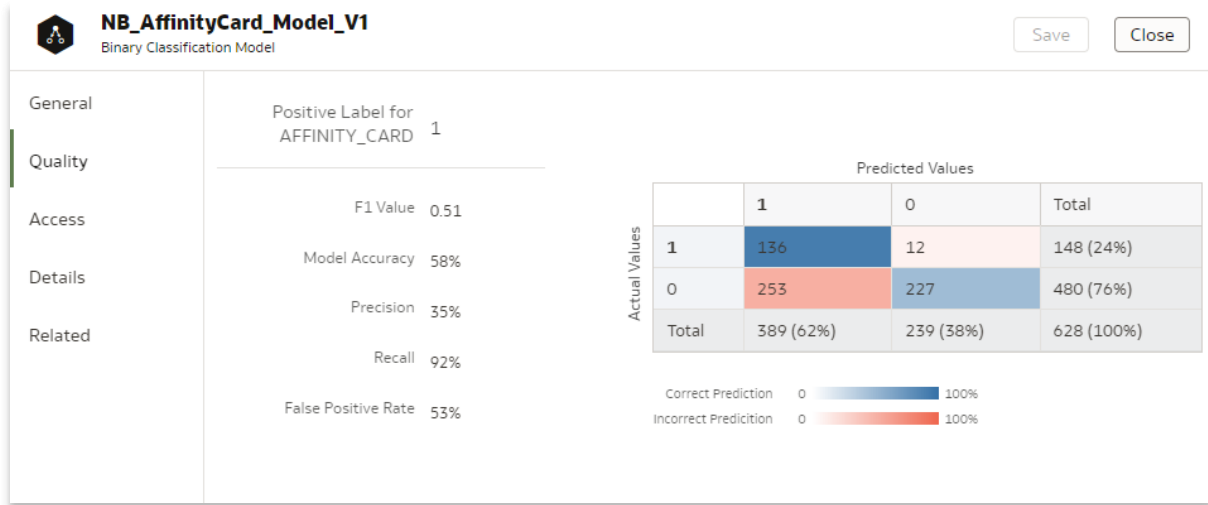 NB_AffinityCard_Model_V1
Binary Classification Model
Save
Close
General
Quality
Access
Details
Related
Positive Label for
AFFINITY_CARD 1
F1 Value 0.51
Model Accuracy 58%
Precision 35%
Recall 92%
False Positive Rate 53%
Predicted Values
Actual Values
1 0 Total
1 136 12 148 (24%)
0 253 227 480 (76%)
Total 389 (62%) 239 (38%) 628 (100%)
Correct Prediction 0 100%
Incorrect Predicition 0 100%